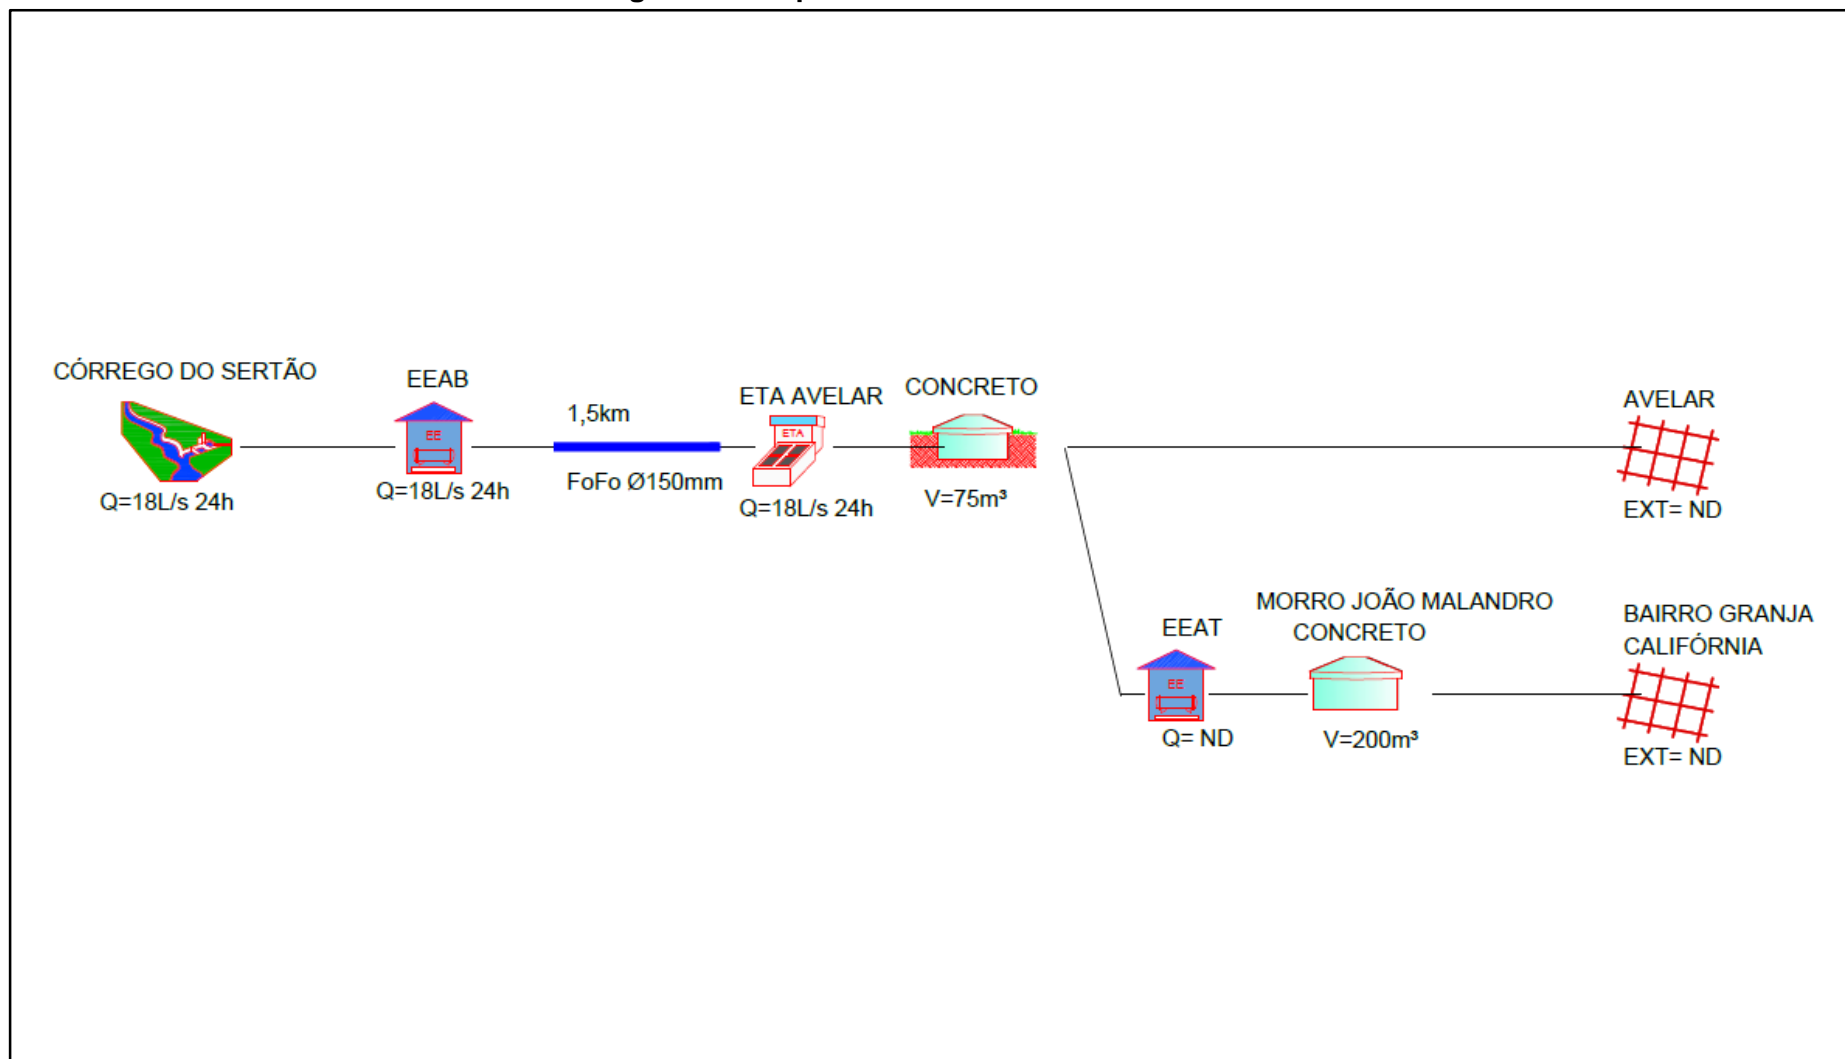 CÓRREGO DO SERTÃO
Q=18L/s 24h
EEAB
EE
Q=18L/s 24h
1,5km
FoFo Ø150mm
ETA AVELAR
ETA
Q=18L/s 24h
CONCRETO
V=75m³
AVELAR
EXT= ND
EEAT
EE
Q= ND
MORRO JOÃO MALANDRO
CONCRETO
V=200m³
BAIRRO GRANJA
CALIFÓRNIA
EXT= ND